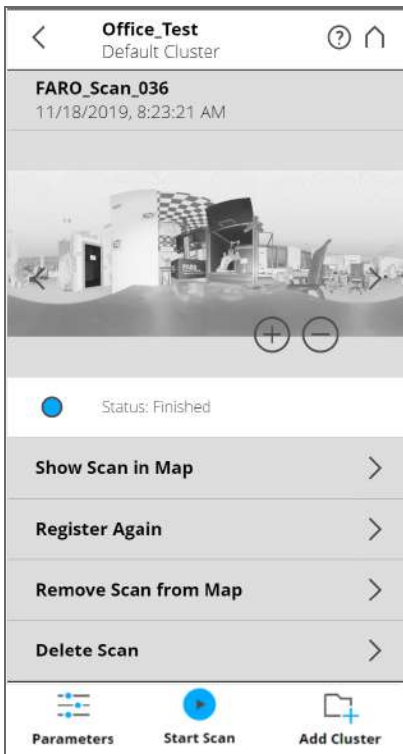 Office_Test
Default Cluster
FARO_Scan_036
11/18/2019, 8:23:21 AM
Status: Finished
Show Scan in Map
Register Again
Remove Scan from Map
Delete Scan
Parameters
Start Scan
Add Cluster